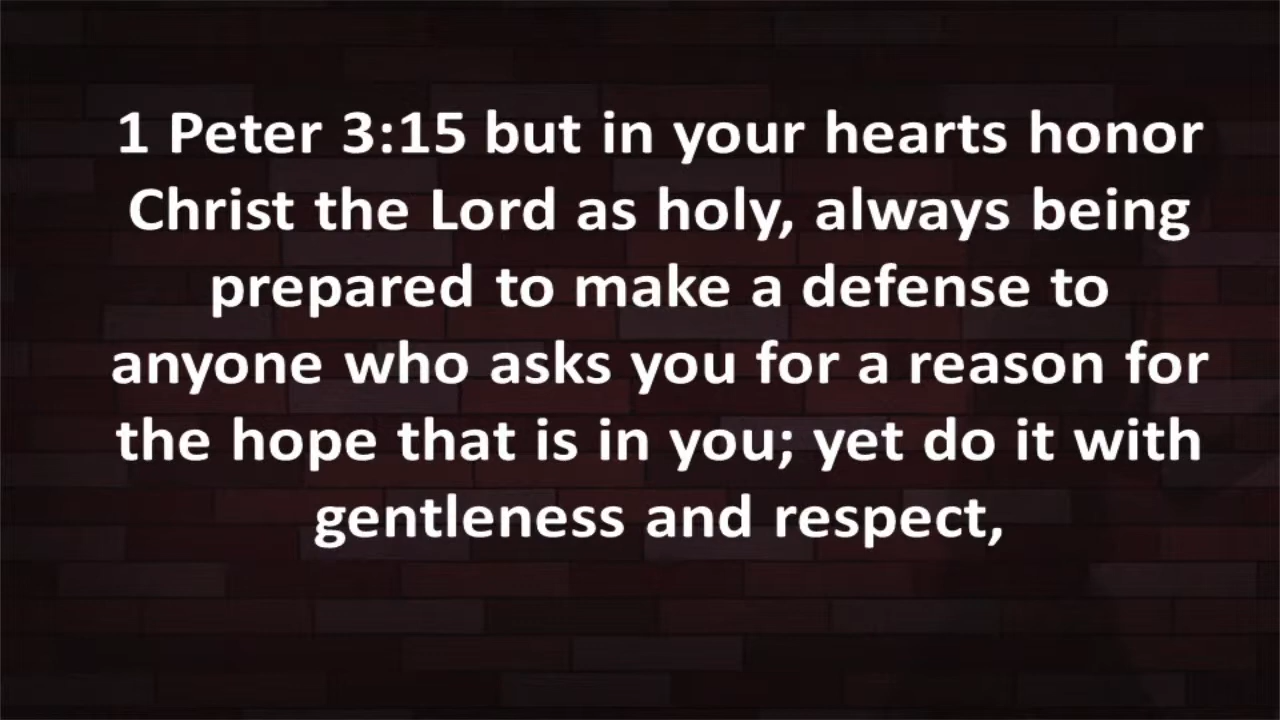 1 Peter 3:15 but in your hearts honor
Christ the Lord as holy, always being
prepared to make a defense to
anyone who asks you for a reason for
the hope that is in you; yet do it with
gentleness and respect,